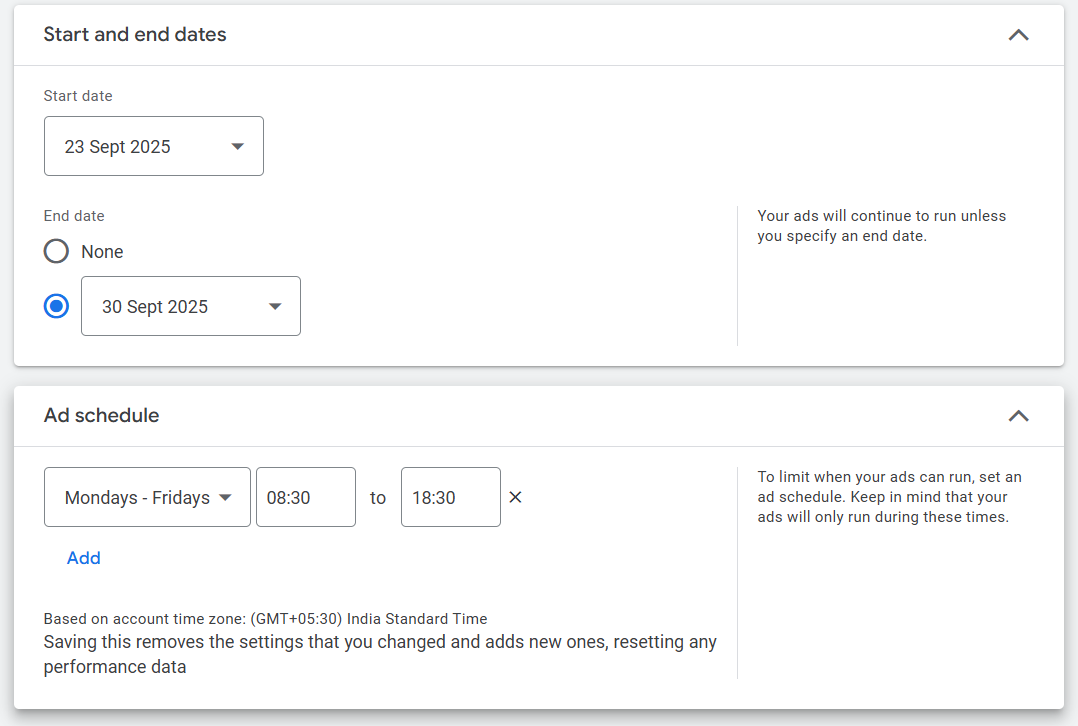 Start and end dates
Start date
23 Sept 2025
End date
None
30 Sept 2025
Your ads will continue to run unless
you specify an end date.
Ad schedule
Mondays - Fridays 08:30 to 18:30
Add
To limit when your ads can run, set an
ad schedule. Keep in mind that your
ads will only run during these times.
Based on account time zone: (GMT+05:30) India Standard Time
Saving this removes the settings that you changed and adds new ones, resetting any
performance data